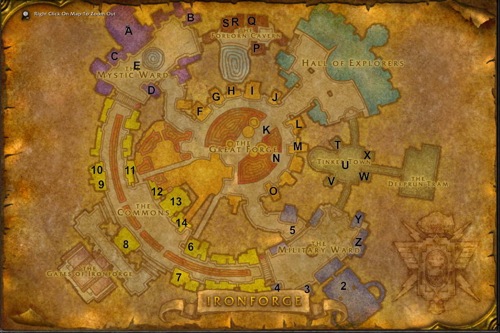 Right Click On Map To Zoom Out
A
B
S R Q
THE
FORLORN CAVERN
P
C
E
THE
MYSTIC WARD
D
HALL OF EXPLORERS
F G H I J
K
L
THE
GREAT FORGE
M
N
T
X
TINKER TOWN
U
V
W
THE
DEEPRUN TRAM
O
10
11
9
12
13
THE
COMMONS
14
5
Y
THE
MILITARY WARD
Z
8
6
THE
GATES OF IRONFORGE
7
4
3
2
IRONFORGE